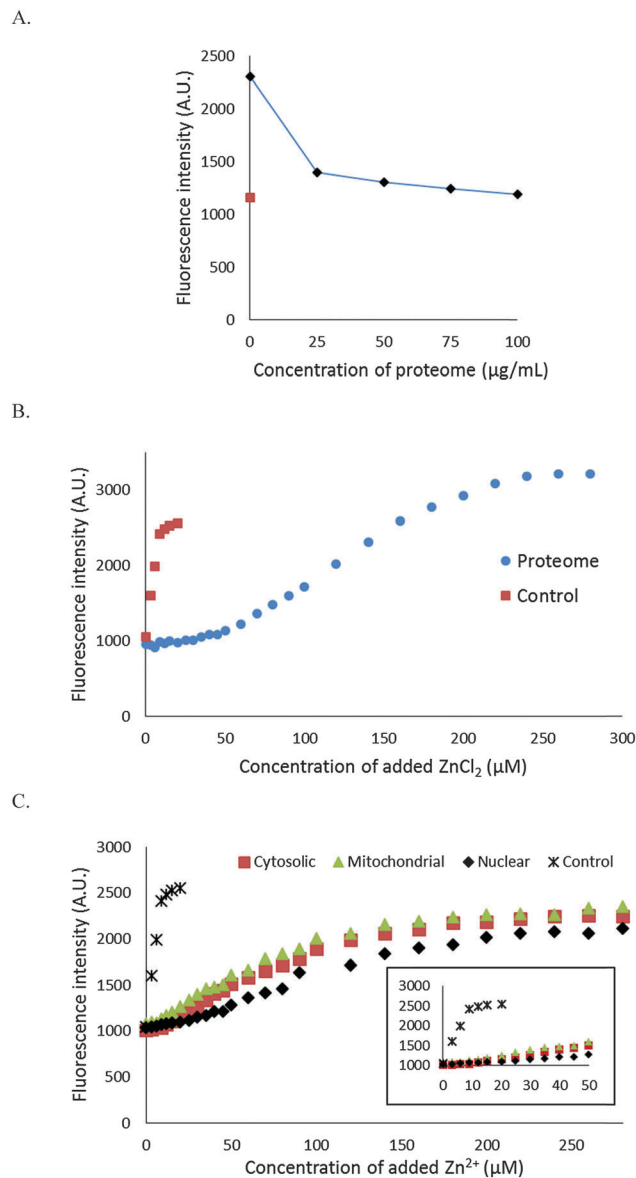 A.
2500
2000
1500
1000
500
0
Fluorescence intensity (A.U.)
0 25 50 75 100
Concentration of proteome (µg/mL)
B.
3000
2000
1000
0
Fluorescence intensity (A.U.)
Proteome
Control
0 50 100 150 200 250 300
Concentration of added ZnCl₂ (µM)
C.
3000
2500
2000
1500
1000
500
0
Fluorescence intensity (A.U.)
Cytosolic Mitochondrial Nuclear Control
3000
2500
2000
1500
1000
0 10 20 30 40 50
0 50 100 150 200 250
Concentration of added Zn²⁺ (µM)